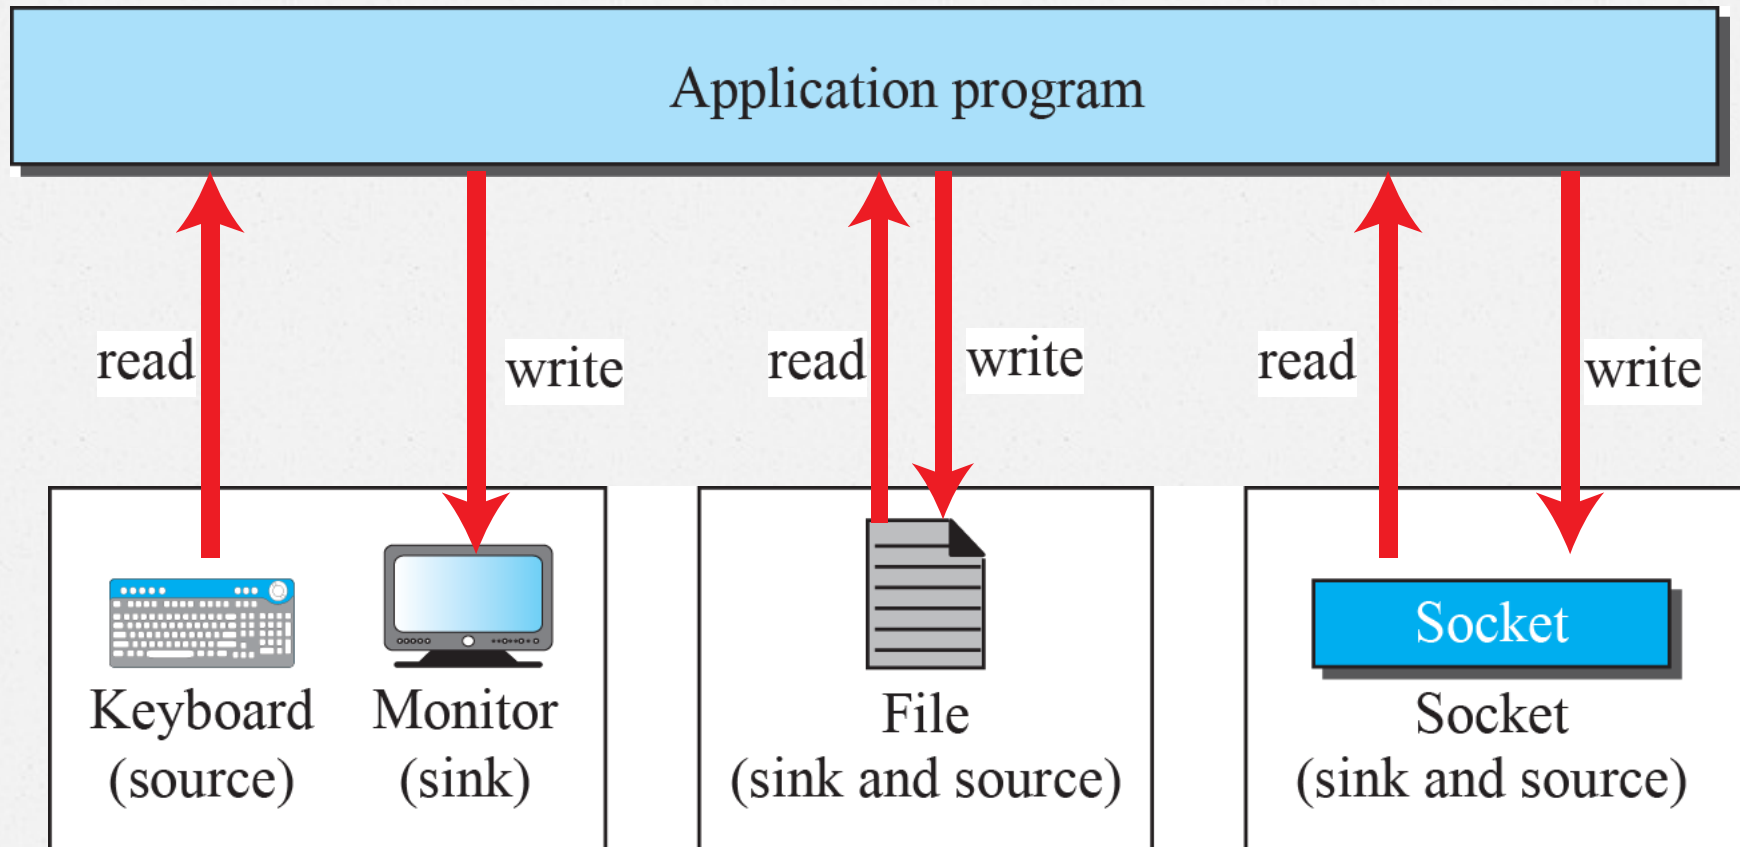 Application program
read
write
read
write
read
write
Socket
Keyboard
(source)
Monitor
(sink)
File
(sink and source)
Socket
(sink and source)